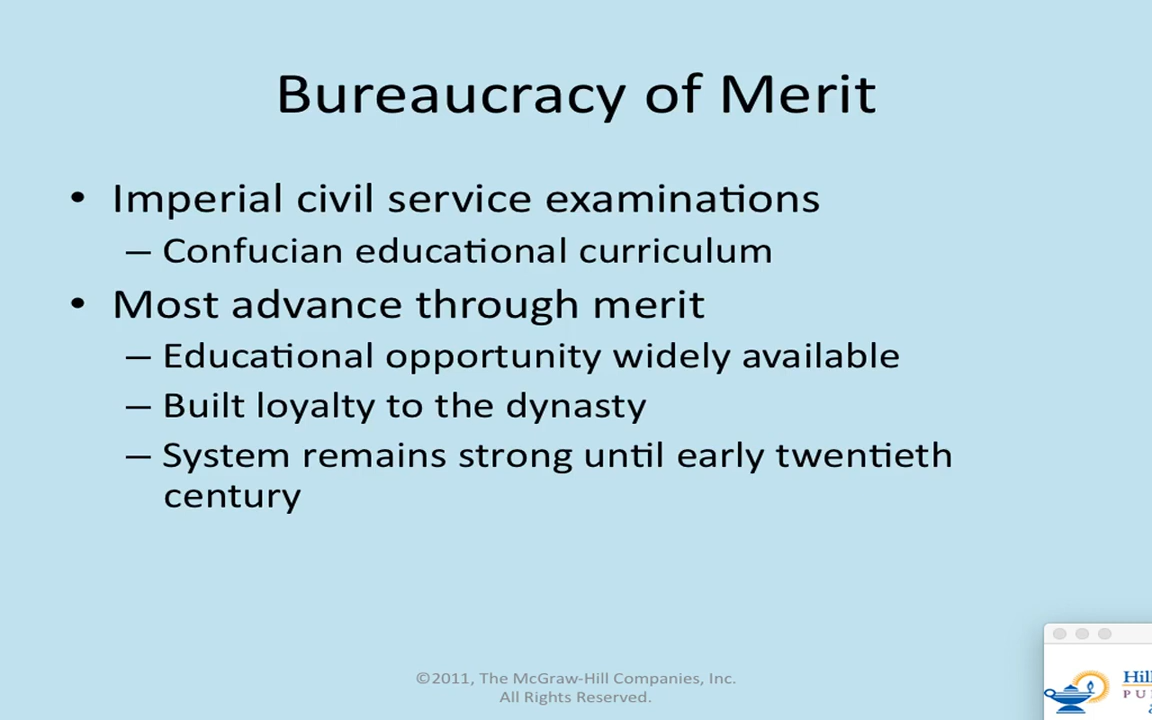 Bureaucracy of Merit
• Imperial civil service examinations
– Confucian educational curriculum
• Most advance through merit
– Educational opportunity widely available
– Built loyalty to the dynasty
– System remains strong until early twentieth
century
©2011, The McGraw-Hill Companies, Inc.
All Rights Reserved.